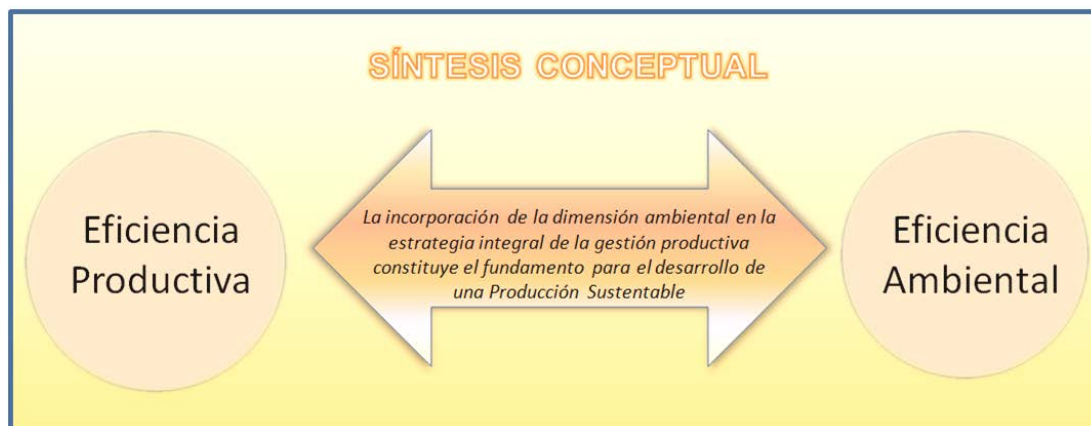 SÍNTESIS CONCEPTUAL
Eficiencia
Productiva
La incorporación de la dimensión ambiental en la
estrategia integral de la gestión productiva
constituye el fundamento para el desarrollo de
una Producción Sustentable
Eficiencia
Ambiental